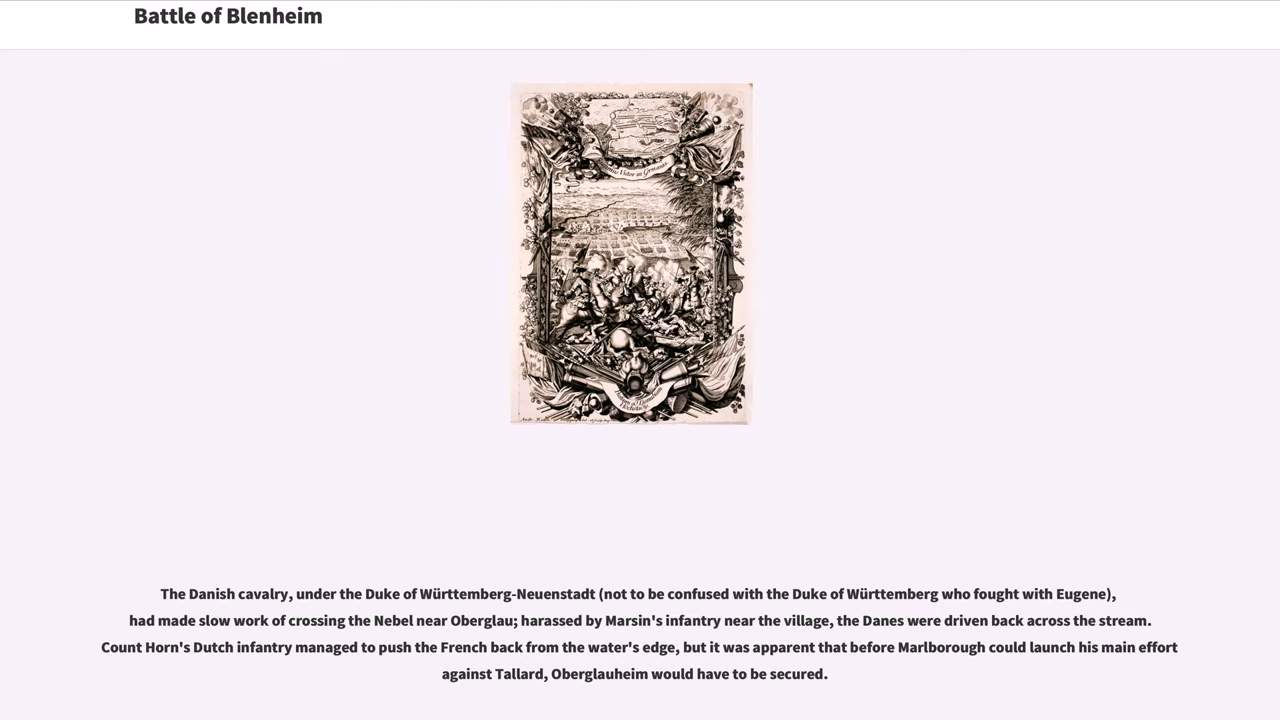 Battle of Blenheim
Victor in
The Danish cavalry, under the Duke of Württemberg-Neuenstadt (not to be confused with the Duke of Württemberg who fought with Eugene),
had made slow work of crossing the Nebel near Oberglau; harassed by Marsin's infantry near the village, the Danes were driven back across the stream.
Count Horn's Dutch infantry managed to push the French back from the water's edge, but it was apparent that before Marlborough could launch his main effort
against Tallard, Oberglauheim would have to be secured.